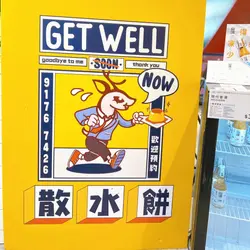 GET WELL
goodbye to me
SOON
thank you
NOW
9176 7426
歡迎預約
散水餅